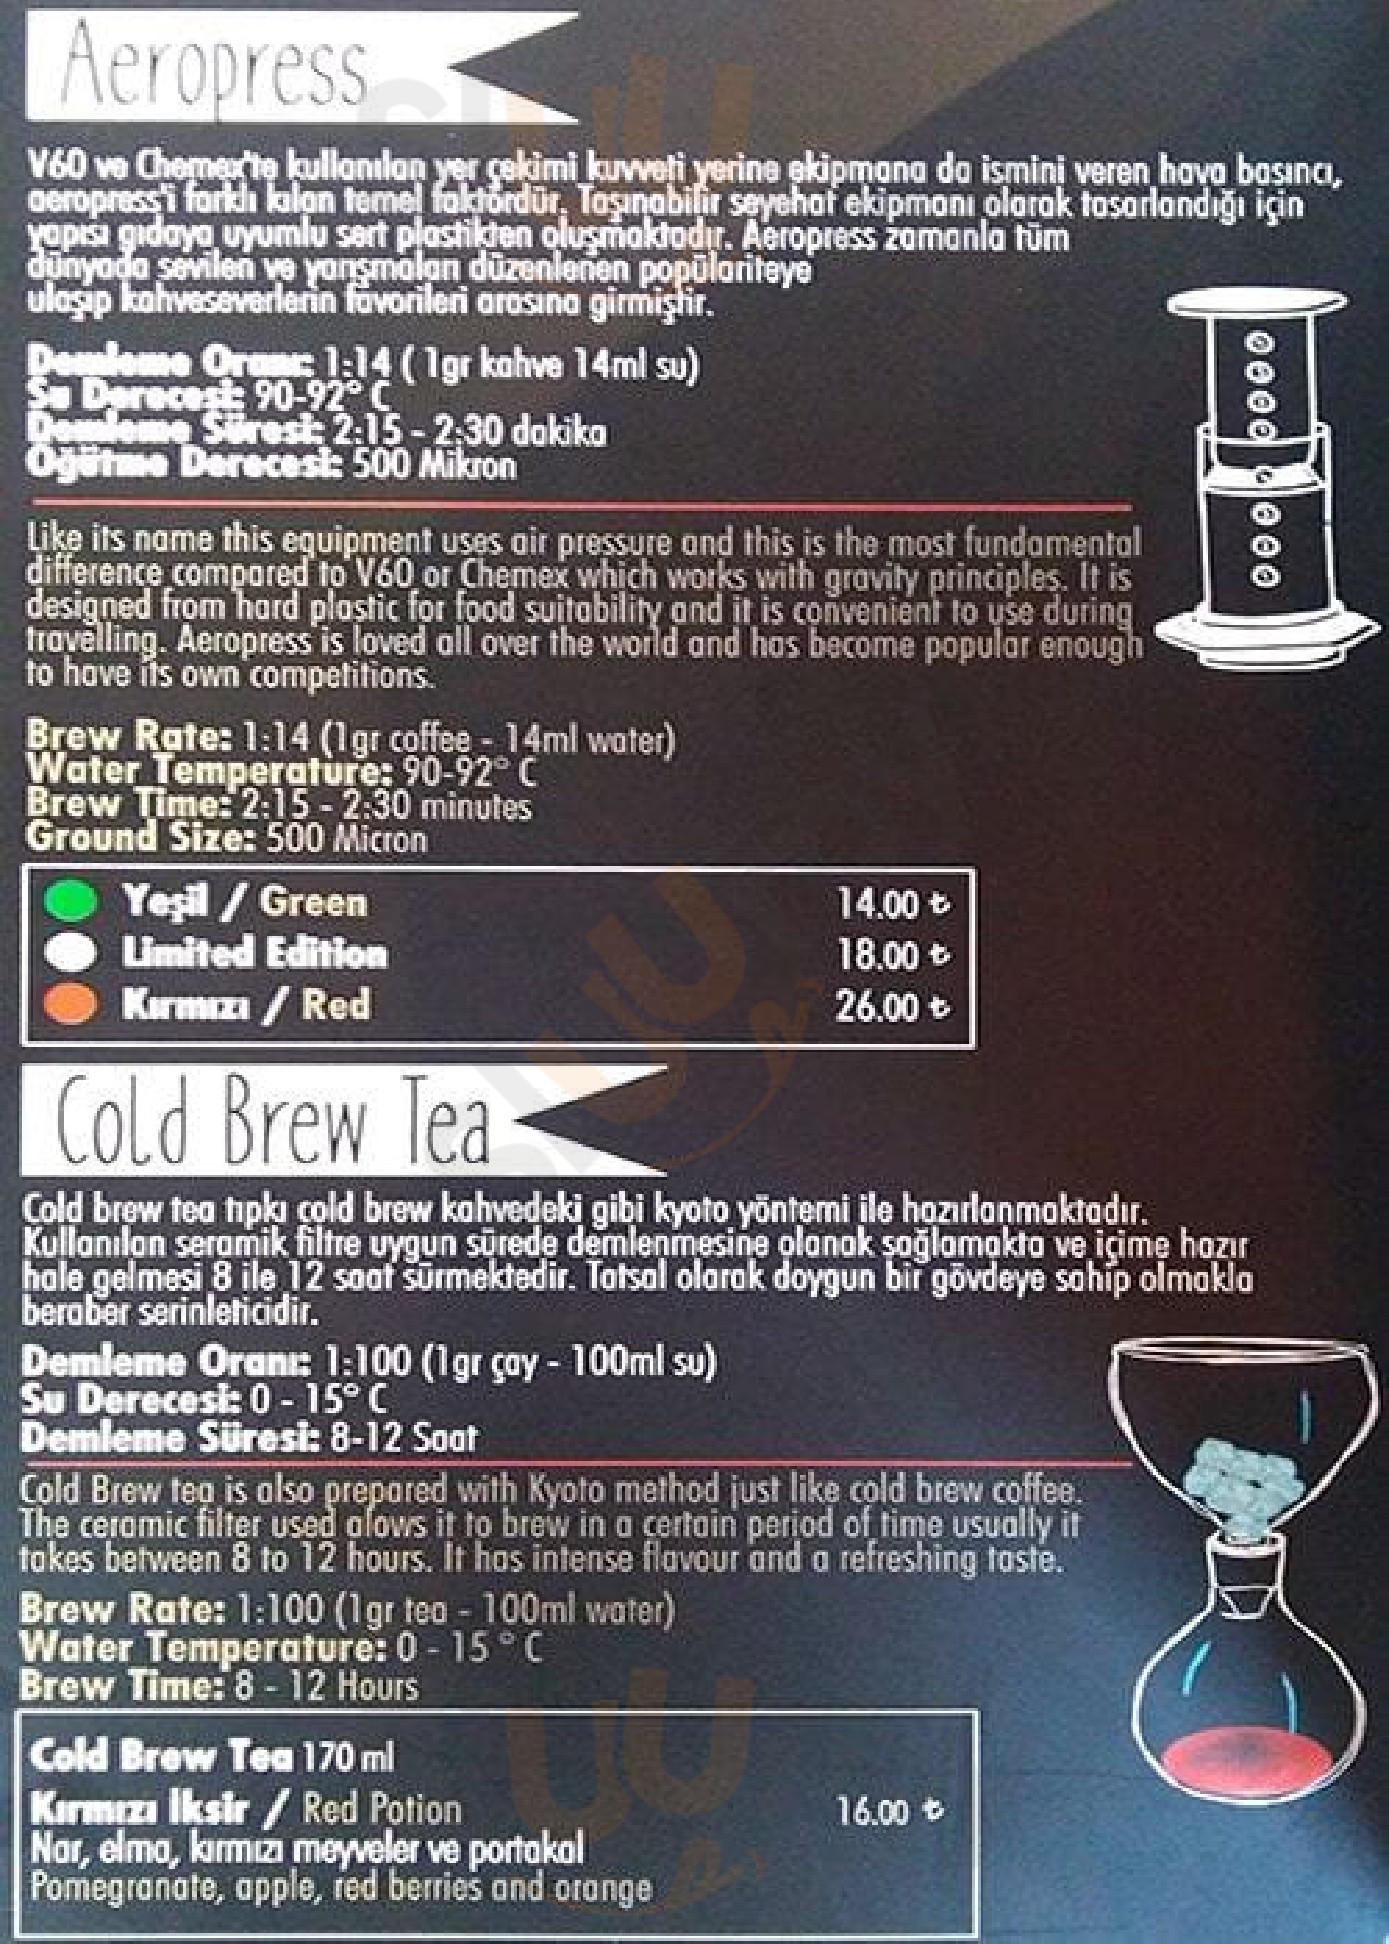 Aeropress
V60 ve Chemex'te kullanılan yer çekimi kuvveti yerine ekipmana da ismini veren hava basıncı,
aeropress'i farklı kılan temel faktördür. Taşınabilir seyehat ekipmanı olarak tasarlandığı için
yapısı gıdaya uyumlu sert plastikten oluşmaktadır. Aeropress zamanla tüm
dünyada sevilen ve yarışmaları düzenlenen popülariteye
ulaşıp kahveseverlerin favorileri arasına girmiştir.
Demleme Oranı: 1:14 ( 1gr kahve 14ml su)
Su Derecesi: 90-92° C
Demleme Süresi: 2:15 - 2:30 dakika
Öğütme Derecesi: 500 Mikron
Like its name this equipment uses air pressure and this is the most fundamental
difference compared to V60 or Chemex which works with gravity principles. It is
designed from hard plastic for food suitability and it is convenient to use during
travelling. Aeropress is loved all over the world and has become popular enough
to have its own competitions.
Brew Rate: 1:14 (1gr coffee - 14ml water)
Water Temperature: 90-92° C
Brew Time: 2:15 - 2:30 minutes
Ground Size: 500 Micron
Yeşil / Green 14.00 ₺
Limited Edition 18.00 ₺
Kırmızı / Red 26.00 ₺
Cold Brew Tea
Cold brew tea tıpkı cold brew kahvedeki gibi kyoto yöntemi ile hazırlanmaktadır.
Kullanılan seramik filtre uygun sürede demlenmesine olanak sağlamakta ve içime hazır
hale gelmesi 8 ile 12 saat sürmektedir. Tatsal olarak doygun bir gövdeye sahip olmakla
beraber serinleticidir.
Demleme Oranı: 1:100 (1gr çay - 100ml su)
Su Derecesi: 0 - 15° C
Demleme Süresi: 8-12 Saat
Cold Brew tea is also prepared with Kyoto method just like cold brew coffee.
The ceramic filter used alows it to brew in a certain period of time usually it
takes between 8 to 12 hours. It has intense flavour and a refreshing taste.
Brew Rate: 1:100 (1gr tea - 100ml water)
Water Temperature: 0 - 15 ° C
Brew Time: 8 - 12 Hours
Cold Brew Tea 170 ml
Kırmızı İksir / Red Potion 16.00 ₺
Nar, elma, kırmızı meyveler ve portakal
Pomegranate, apple, red berries and orange